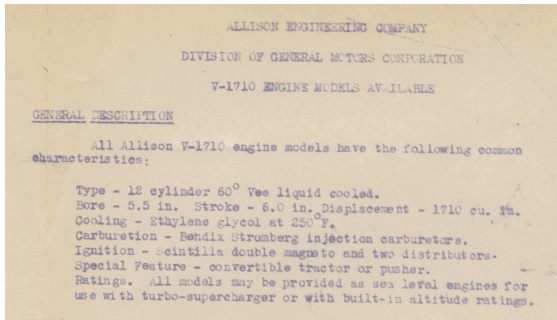 ALLISON ENGINEERING COMPANY
DIVISION OF GENERAL MOTORS CORPORATION
V-1710 ENGINE MODELS AVAILABLE
GENERAL DESCRIPTION
All Allison V-1710 engine models have the following common
characteristics:
Type - 12 cylinder 60° Vee liquid cooled.
Bore - 5.5 in. Stroke - 6.0 in. Displacement - 1710 cu. in.
Cooling - Ethylene glycol at 250°F.
Carburetion - Bendix Stromberg injection carburetors.
Ignition - Scintilla double magneto and two distributors.
Special Feature - convertible tractor or pusher.
Ratings. All models may be provided as sea level engines for
use with turbo-supercharger or with built-in altitude ratings.